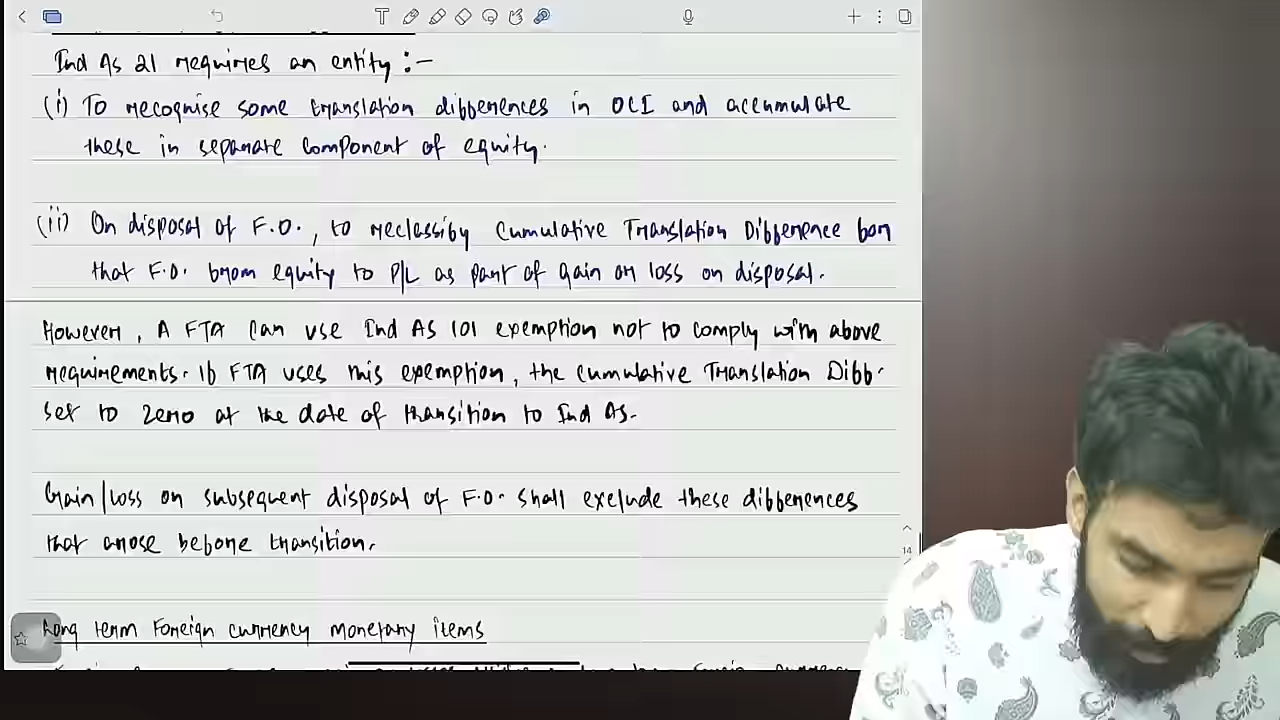 Ind As 21 requires an entity :-
(i) To recognise some translation differences in OCI and accumulate
these in separate component of equity.
(ii) On disposal of F.O., to reclassify Cumulative Translation Difference for
that F.O. from equity to P/L as part of gain or loss on disposal.
However, A FTA can use Ind AS 101 exemption not to comply with above
requirements. If FTA uses this exemption, the cumulative Translation Diff.
set to zero at the date of transition to Ind AS.
Gain/Loss on subsequent disposal of F.O. shall exclude these differences
that arose before transition.
14
Long term Foreign currency monetary items